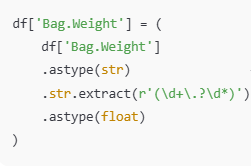 df['Bag.Weight'] = (
    df['Bag.Weight']
    .astype(str)
    .str.extract(r'(\d+\.?\d*)')
    .astype(float)
)